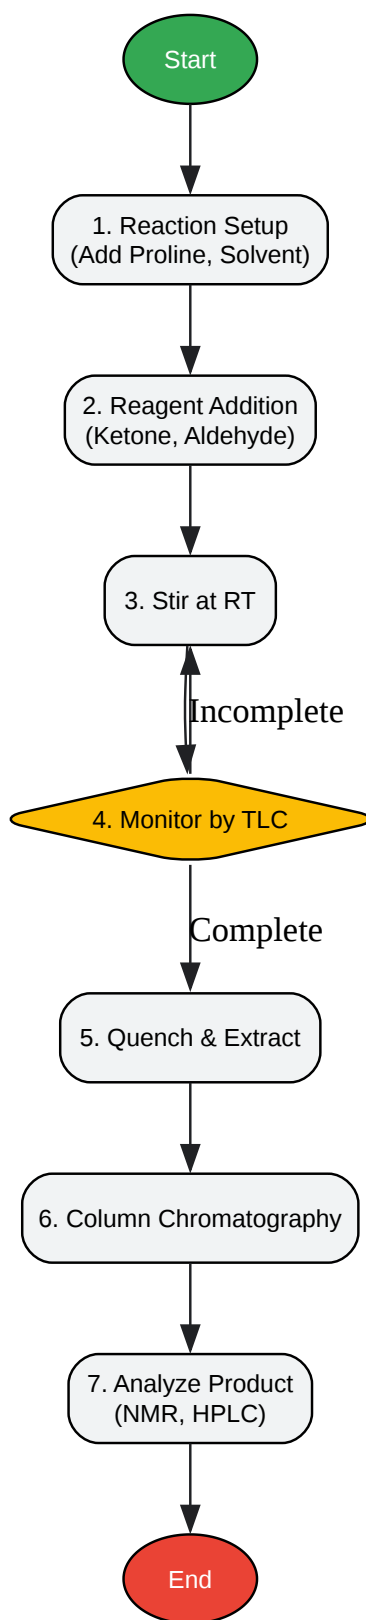 Start
1. Reaction Setup
(Add Proline, Solvent)
2. Reagent Addition
(Ketone, Aldehyde)
3. Stir at RT
Incomplete
4. Monitor by TLC
Complete
5. Quench & Extract
6. Column Chromatography
7. Analyze Product
(NMR, HPLC)
End